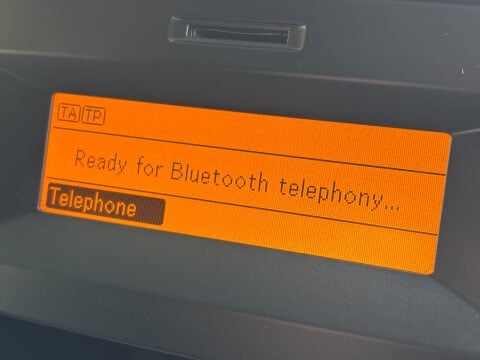 TA TP
Ready for Bluetooth telephony...
Telephone